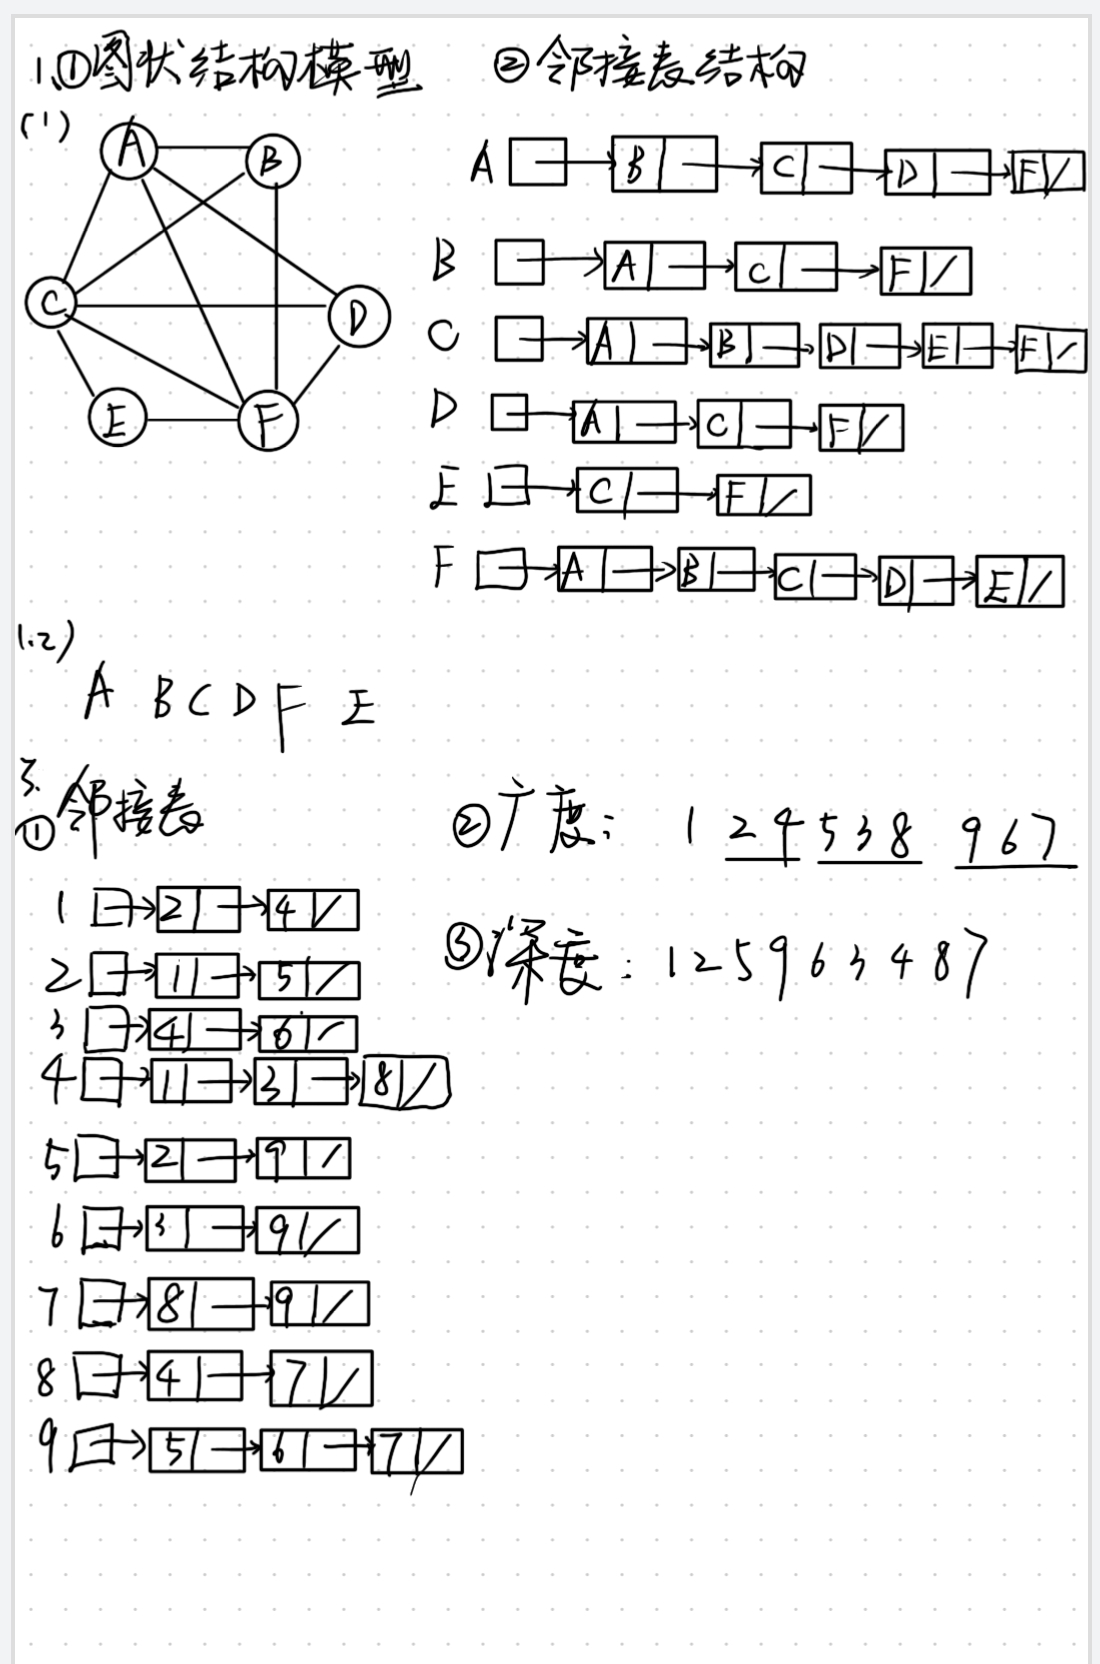 1.①图状结构模型 ②邻接表结构
(1)
A B
C D
E F
A → B → C → D → F /
B → A → C → F /
C → A → B → D → E → F /
D → A → C → F /
E → C → F /
F → A → B → C → D → E /
(2)
A B C D F E
3.
①邻接表 ②广度: 1 2 4 5 3 8 9 6 7
③深度: 1 2 5 9 6 3 4 8 7
1 → 2 → 4 /
2 → 1 → 5 /
3 → 4 → 6 /
4 → 1 → 3 → 8 /
5 → 2 → 9 /
6 → 3 → 9 /
7 → 8 → 9 /
8 → 4 → 7 /
9 → 5 → 6 → 7 /